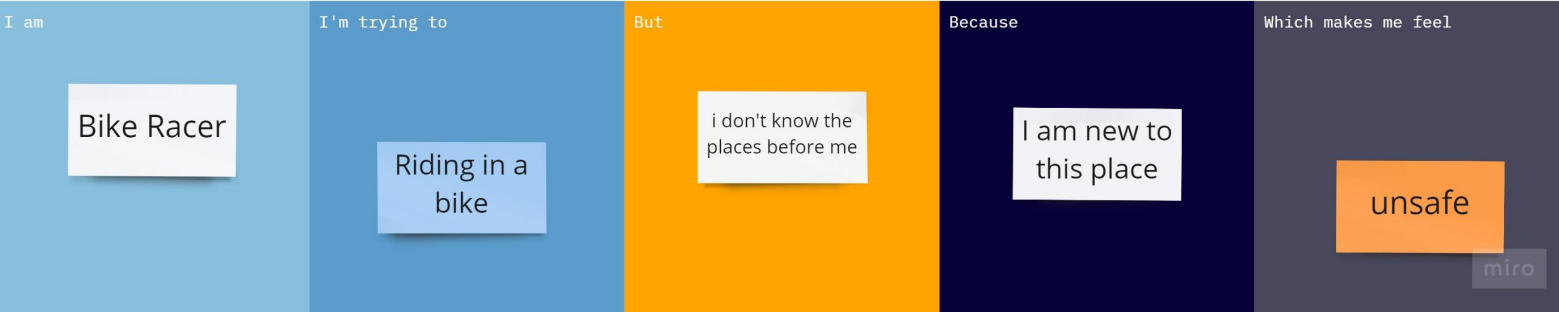 I am
Bike Racer
I'm trying to
Riding in a
bike
But
i don't know the
places before me
Because
I am new to
this place
Which makes me feel
unsafe
miro